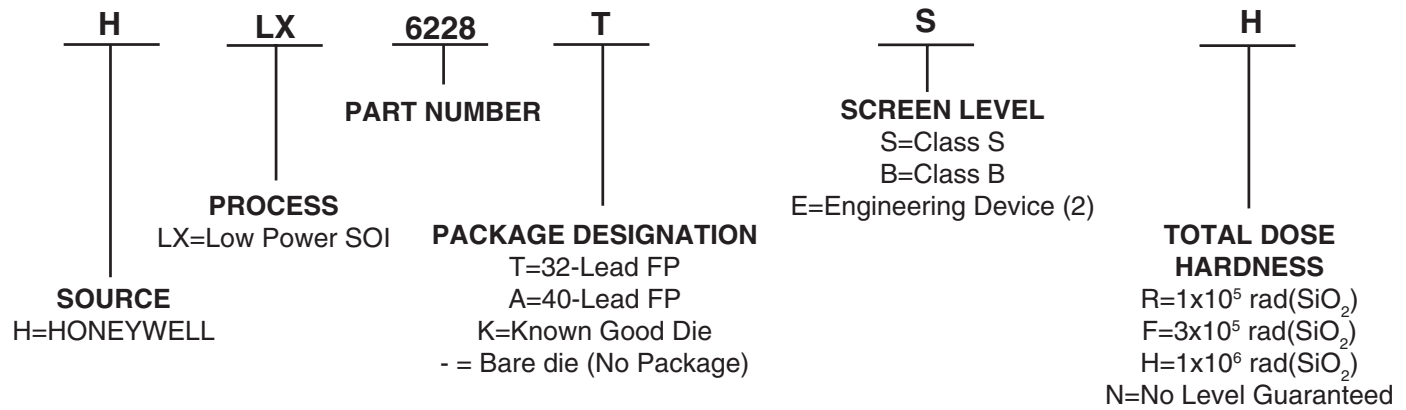 H LX 6228 T S H
PART NUMBER
SCREEN LEVEL
S=Class S
B=Class B
E=Engineering Device (2)
PROCESS
LX=Low Power SOI
PACKAGE DESIGNATION
T=32-Lead FP
A=40-Lead FP
K=Known Good Die
- = Bare die (No Package)
TOTAL DOSE
HARDNESS
R=1x10⁵ rad(SiO₂)
F=3x10⁵ rad(SiO₂)
H=1x10⁶ rad(SiO₂)
N=No Level Guaranteed
SOURCE
H=HONEYWELL